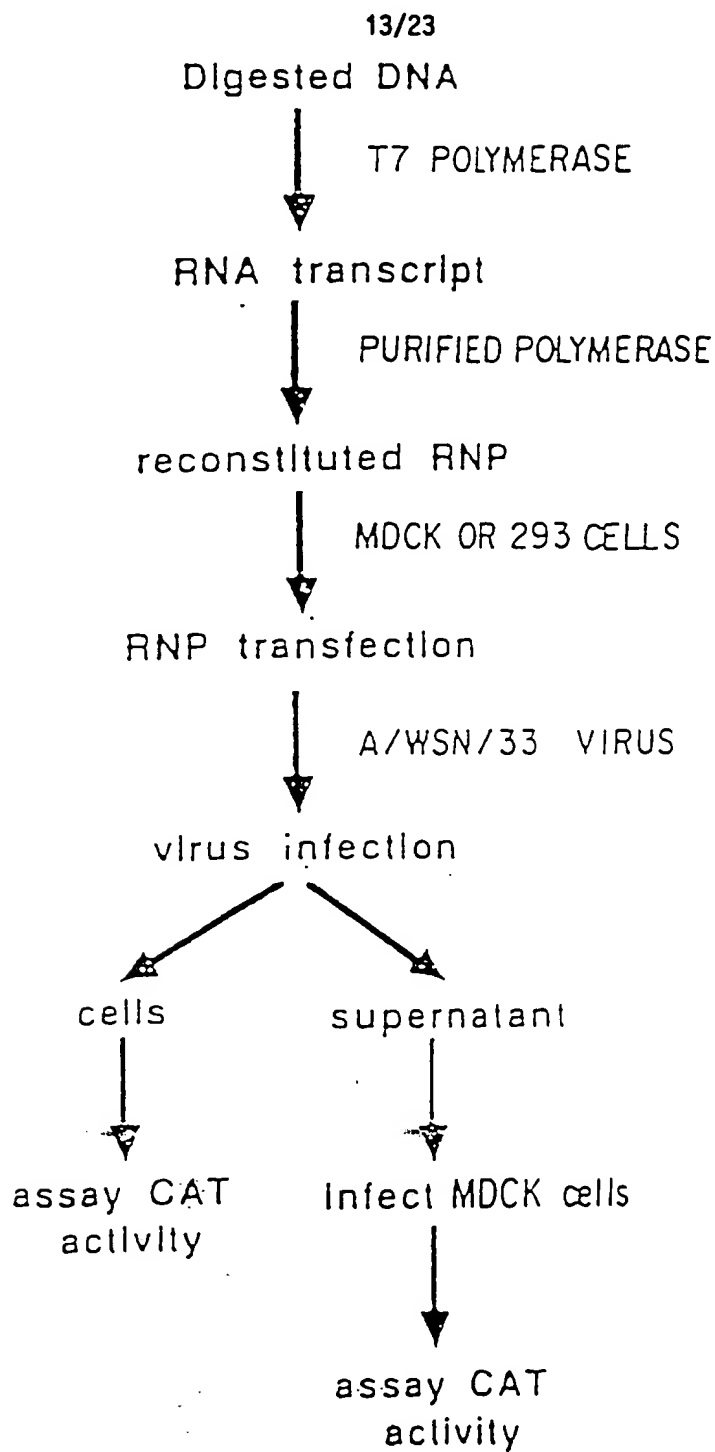 13/23
Digested DNA
T7 POLYMERASE
RNA transcript
PURIFIED POLYMERASE
reconstituted RNP
MDCK OR 293 CELLS
RNP transfection
A/WSN/33 VIRUS
virus infection
cells
supernatant
assay CAT
activity
Infect MDCK cells
assay CAT
activity